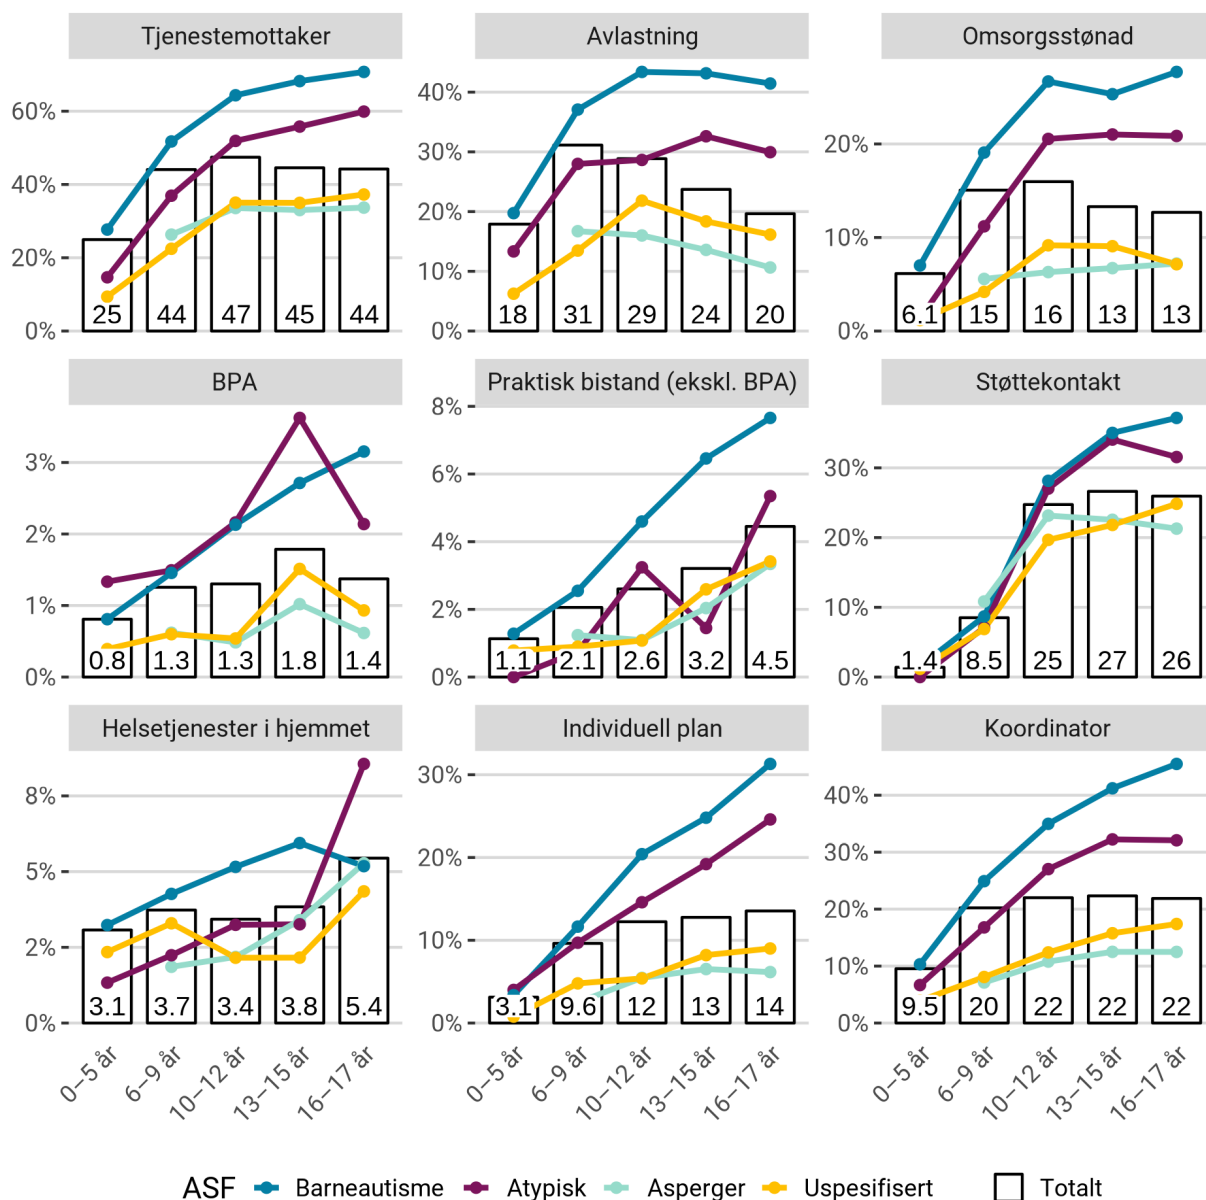 Tjenestemottaker Avlastning Omsorgsstønad
60%
40%
20%
0%
25 44 47 45 44
40%
30%
20%
10%
0%
18 31 29 24 20
20%
10%
0%
6.1 15 16 13 13
BPA Praktisk bistand (ekskl. BPA) Støttekontakt
3%
2%
1%
0%
0.8 1.3 1.3 1.8 1.4
8%
6%
4%
2%
0%
1.1 2.1 2.6 3.2 4.5
30%
20%
10%
0%
1.4 8.5 25 27 26
Helsetjenester i hjemmet Individuell plan Koordinator
8%
5%
2%
0%
3.1 3.7 3.4 3.8 5.4
30%
20%
10%
0%
3.1 9.6 12 13 14
40%
30%
20%
10%
0%
9.5 20 22 22 22
0–5 år 6–9 år 10–12 år 13–15 år 16–17 år
0–5 år 6–9 år 10–12 år 13–15 år 16–17 år
0–5 år 6–9 år 10–12 år 13–15 år 16–17 år
ASF Barneautisme Atypisk Asperger Uspesifisert Totalt